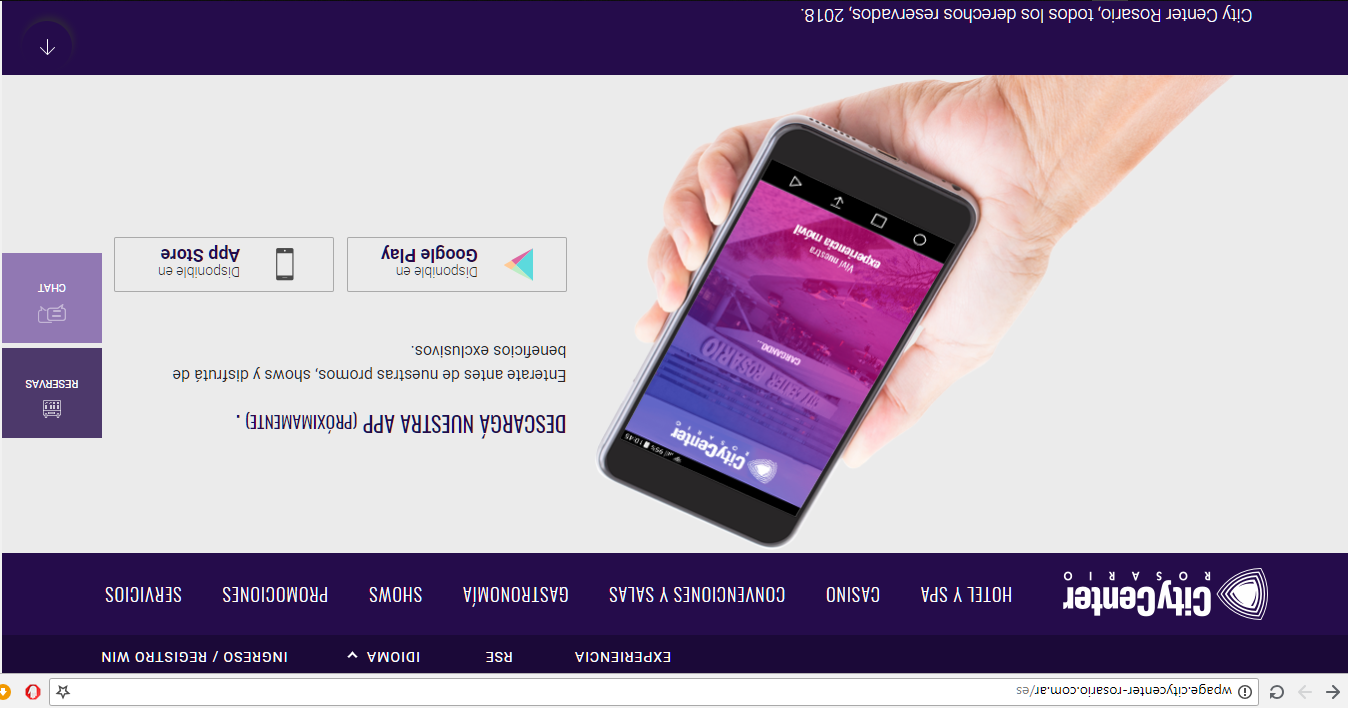 wpage.citycenter-rosario.com.ar/es
EXPERIENCIA RSE IDIOMA INGRESO / REGISTRO WIN
CityCenter
ROSARIO
HOTEL Y SPA CASINO CONVENCIONES Y SALAS GASTRONOMÍA SHOWS PROMOCIONES SERVICIOS
95% 10:45
CityCenter
ROSARIO
CENTER ROSARIO
CARGANDO...
Viví nuestra
experiencia móvil
DESCARGÁ NUESTRA APP (PRÓXIMAMENTE) .
Enterate antes de nuestras promos, shows y disfrutá de
beneficios exclusivos.
Disponible en
Google Play
Disponible en
App Store
RESERVAS
CHAT
City Center Rosario, todos los derechos reservados, 2018.